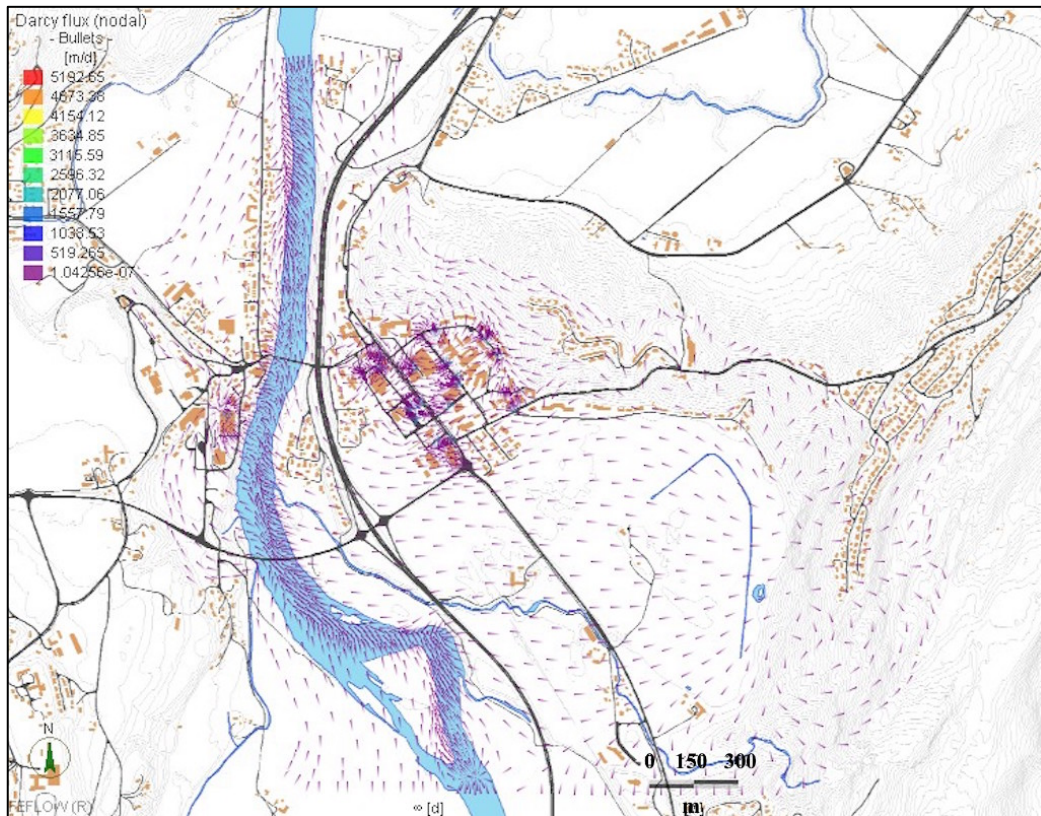 Darcy flux (nodal)
- Bullets -
[m/d]
5192.65
4673.38
4154.12
3634.85
3115.59
2596.32
2077.06
1557.79
1038.53
519.265
1.04256e-07
N
FEFLOW (R)
∞ [d]
0 150 300